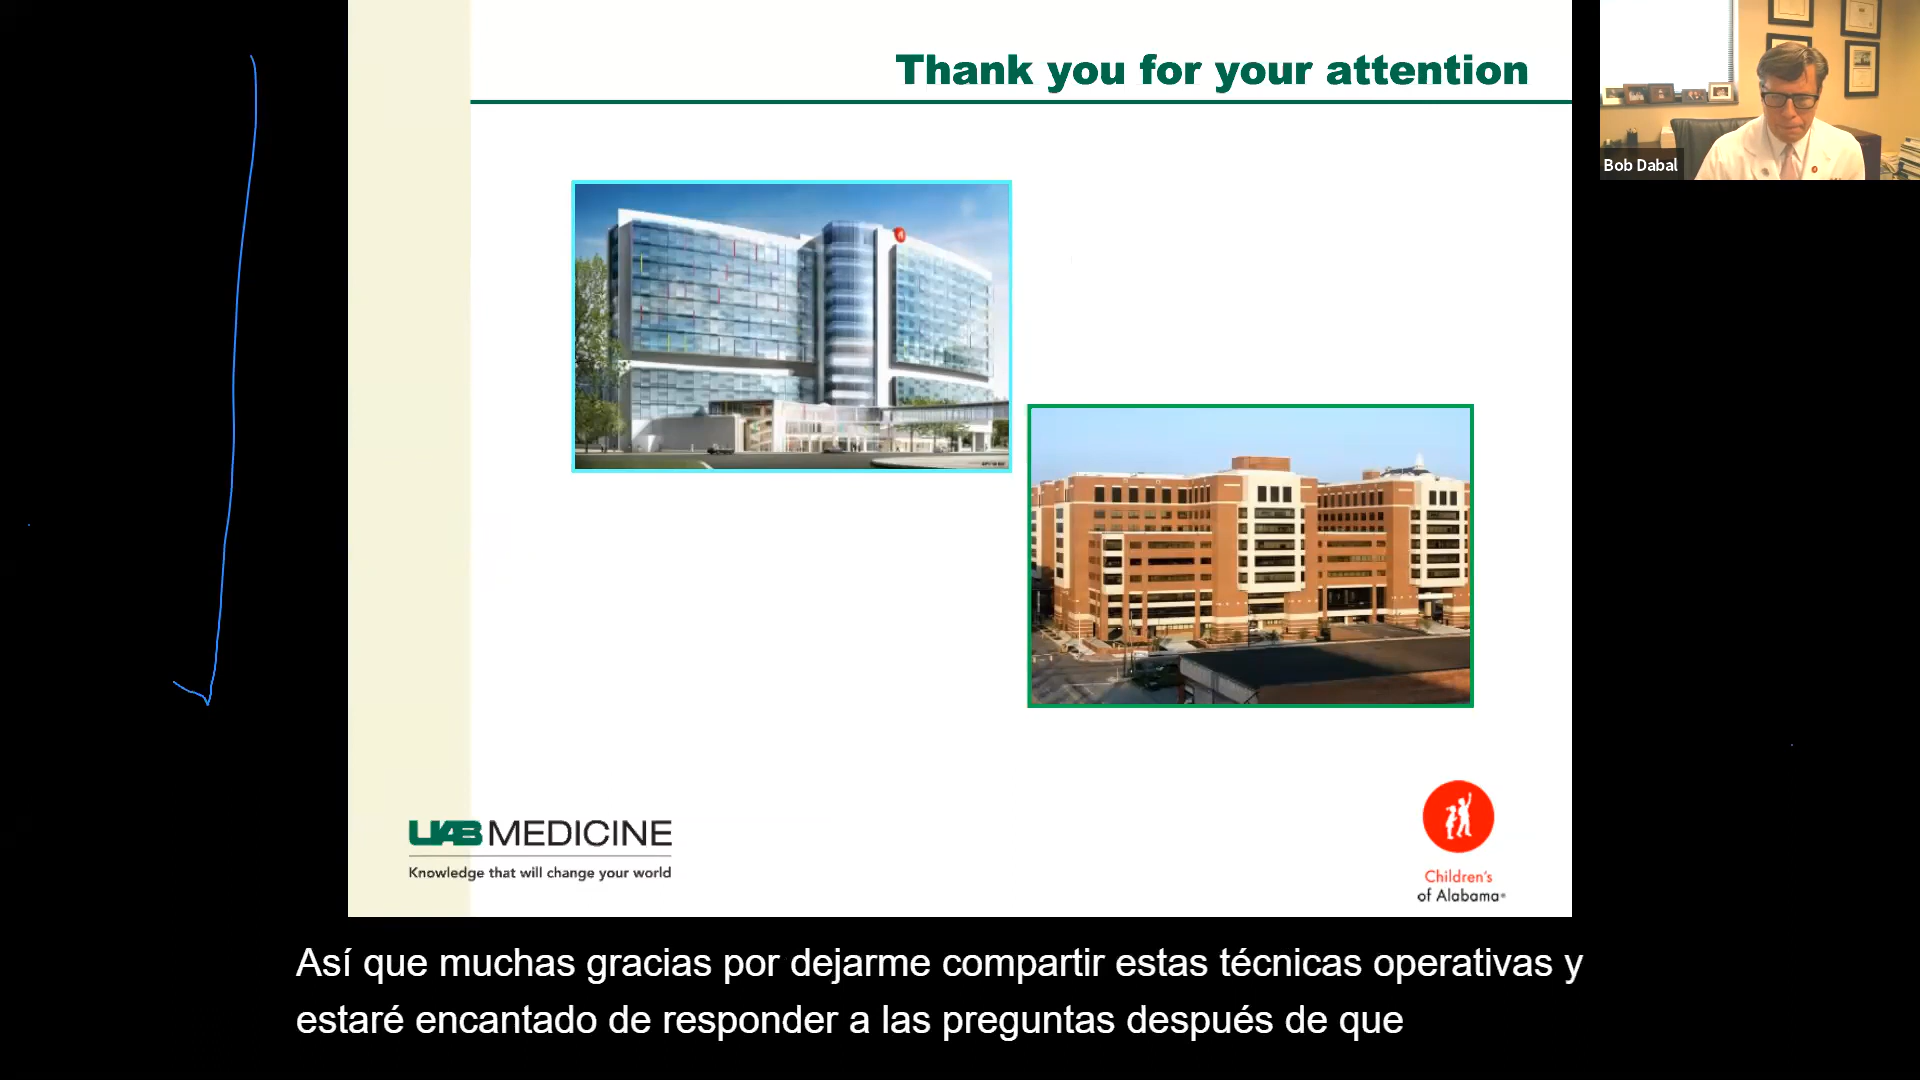 Thank you for your attention
Bob Dabal
UAB MEDICINE
Knowledge that will change your world
Children's
of Alabama
Así que muchas gracias por dejarme compartir estas técnicas operativas y
estaré encantado de responder a las preguntas después de que